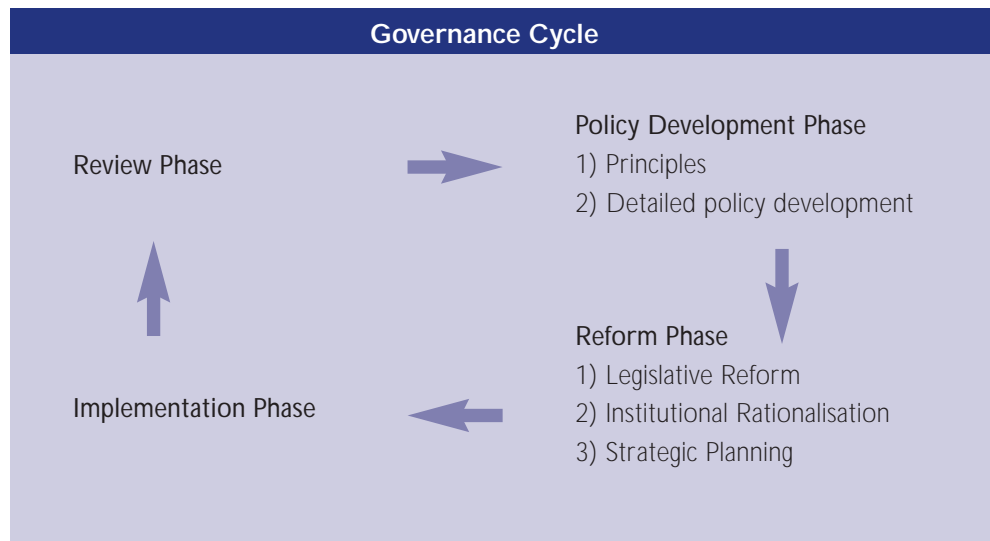 Governance Cycle
Review Phase
Policy Development Phase
1) Principles
2) Detailed policy development
Reform Phase
1) Legislative Reform
2) Institutional Rationalisation
3) Strategic Planning
Implementation Phase